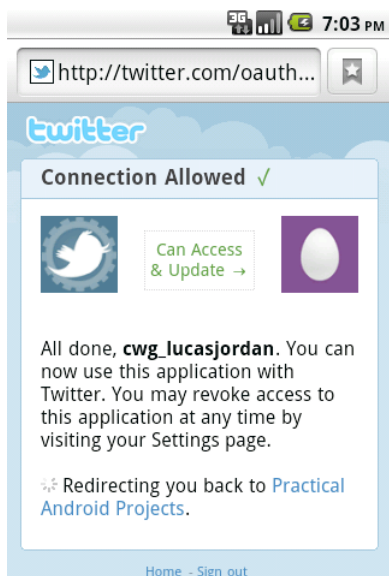 3G 7:03 PM
http://twitter.com/oauth...
twitter
Connection Allowed ✓
Can Access
& Update →
All done, cwg_lucasjordan. You can
now use this application with
Twitter. You may revoke access to
this application at any time by
visiting your Settings page.
Redirecting you back to Practical
Android Projects.
Home - Sign out